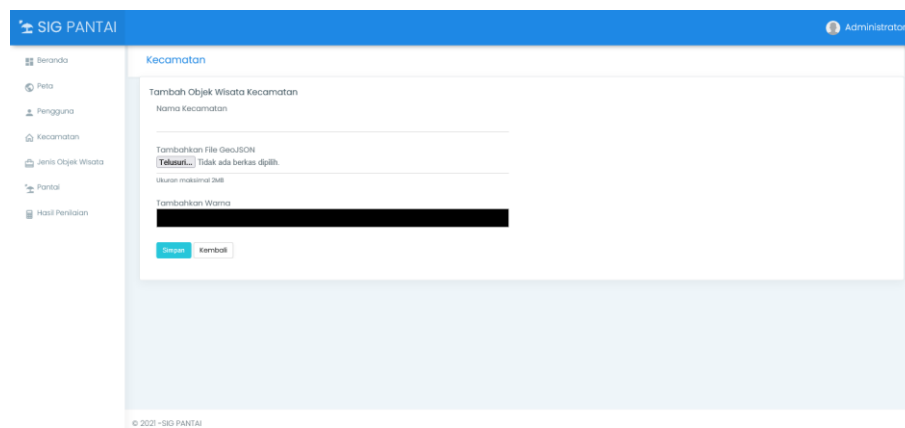 SIG PANTAI
Administrator
Beranda
Peta
Pengguna
Kecamatan
Jenis Objek Wisata
Pantai
Hasil Penilaian
Kecamatan
Tambah Objek Wisata Kecamatan
Nama Kecamatan
Tambahkan File GeoJSON
Telusuri... Tidak ada berkas dipilih.
Ukuran maksimal 2MB
Tambahkan Warna
Simpan Kembali
© 2021 - SIG PANTAI